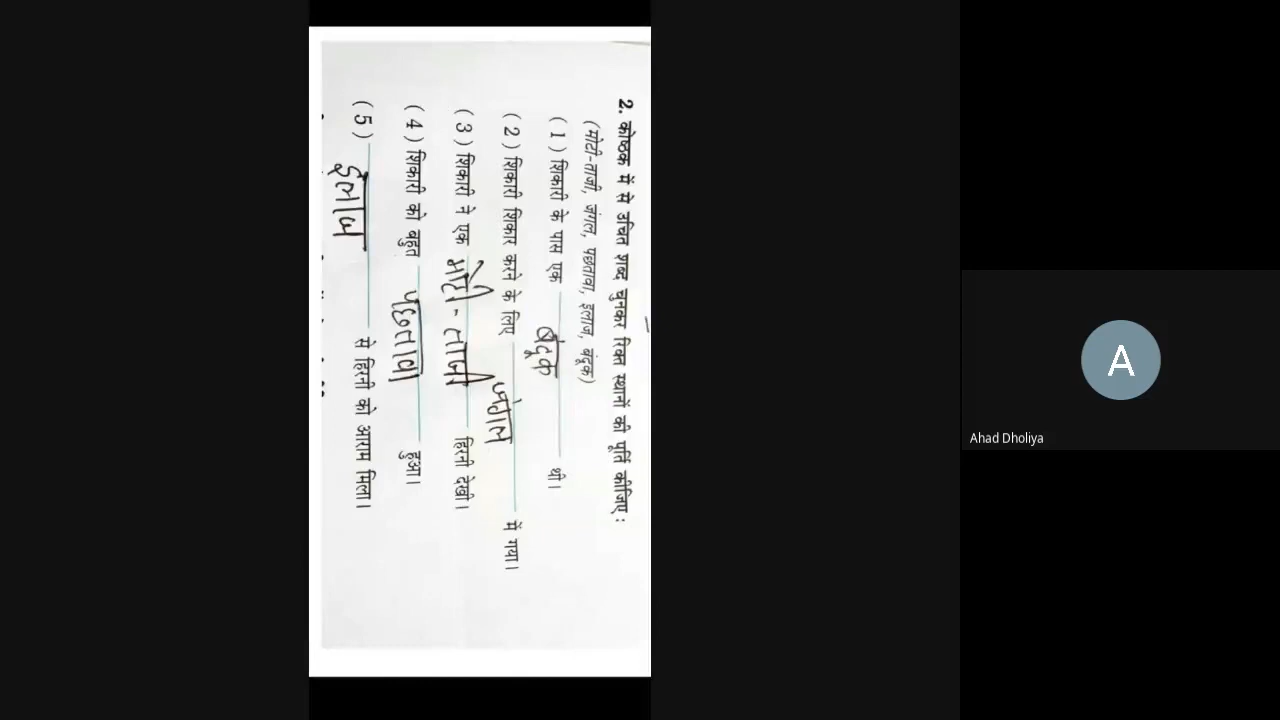 2. कोष्ठक में से उचित शब्द चुनकर रिक्त स्थानों की पूर्ति कीजिए :
(मोटी-ताजी, जंगल, पछतावा, इलाज, बंदूक)
(1) शिकारी के पास एक बंदूक थी।
(2) शिकारी शिकार करने के लिए जंगल में गया।
(3) शिकारी ने एक मोटी - ताजी हिरनी देखी।
(4) शिकारी को बहुत पछतावा हुआ।
(5) इलाज से हिरनी को आराम मिला।
A
Ahad Dholiya